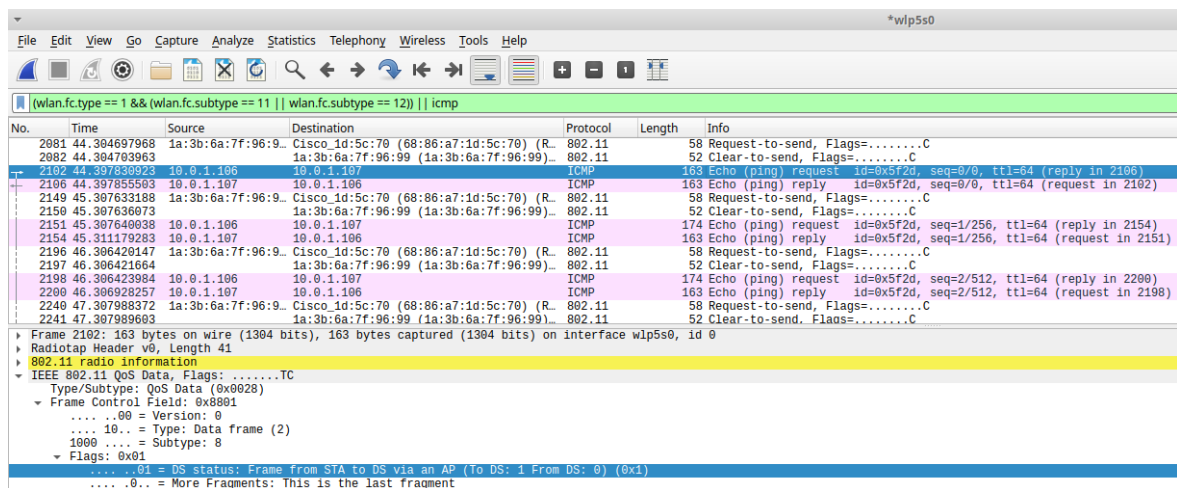 *wlp5s0
File Edit View Go Capture Analyze Statistics Telephony Wireless Tools Help
(wlan.fc.type == 1 && (wlan.fc.subtype == 11 || wlan.fc.subtype == 12)) || icmp
No. Time Source Destination Protocol Length Info
2081 44.304697968 1a:3b:6a:7f:96:9… Cisco_1d:5c:70 (68:86:a7:1d:5c:70) (R… 802.11 58 Request-to-send, Flags=........C
2082 44.304703963 1a:3b:6a:7f:96:99 (1a:3b:6a:7f:96:99)… 802.11 52 Clear-to-send, Flags=........C
2102 44.397830923 10.0.1.106 10.0.1.107 ICMP 163 Echo (ping) request id=0x5f2d, seq=0/0, ttl=64 (reply in 2106)
2106 44.397855503 10.0.1.107 10.0.1.106 ICMP 163 Echo (ping) reply id=0x5f2d, seq=0/0, ttl=64 (request in 2102)
2149 45.307633188 1a:3b:6a:7f:96:9… Cisco_1d:5c:70 (68:86:a7:1d:5c:70) (R… 802.11 58 Request-to-send, Flags=........C
2150 45.307636073 1a:3b:6a:7f:96:99 (1a:3b:6a:7f:96:99)… 802.11 52 Clear-to-send, Flags=........C
2151 45.307640038 10.0.1.106 10.0.1.107 ICMP 174 Echo (ping) request id=0x5f2d, seq=1/256, ttl=64 (reply in 2154)
2154 45.311179283 10.0.1.107 10.0.1.106 ICMP 163 Echo (ping) reply id=0x5f2d, seq=1/256, ttl=64 (request in 2151)
2196 46.306420147 1a:3b:6a:7f:96:9… Cisco_1d:5c:70 (68:86:a7:1d:5c:70) (R… 802.11 58 Request-to-send, Flags=........C
2197 46.306421664 1a:3b:6a:7f:96:99 (1a:3b:6a:7f:96:99)… 802.11 52 Clear-to-send, Flags=........C
2198 46.306423984 10.0.1.106 10.0.1.107 ICMP 174 Echo (ping) request id=0x5f2d, seq=2/512, ttl=64 (reply in 2200)
2200 46.306928257 10.0.1.107 10.0.1.106 ICMP 163 Echo (ping) reply id=0x5f2d, seq=2/512, ttl=64 (request in 2198)
2240 47.307988372 1a:3b:6a:7f:96:9… Cisco_1d:5c:70 (68:86:a7:1d:5c:70) (R… 802.11 58 Request-to-send, Flags=........C
2241 47.307989603 1a:3b:6a:7f:96:99 (1a:3b:6a:7f:96:99)… 802.11 52 Clear-to-send, Flags=........C
Frame 2102: 163 bytes on wire (1304 bits), 163 bytes captured (1304 bits) on interface wlp5s0, id 0
Radiotap Header v0, Length 41
802.11 radio information
IEEE 802.11 QoS Data, Flags: .......TC
Type/Subtype: QoS Data (0x0028)
Frame Control Field: 0x8801
.... ..00 = Version: 0
.... 10.. = Type: Data frame (2)
1000 .... = Subtype: 8
Flags: 0x01
.... ..01 = DS status: Frame from STA to DS via an AP (To DS: 1 From DS: 0) (0x1)
.... .0.. = More Fragments: This is the last fragment